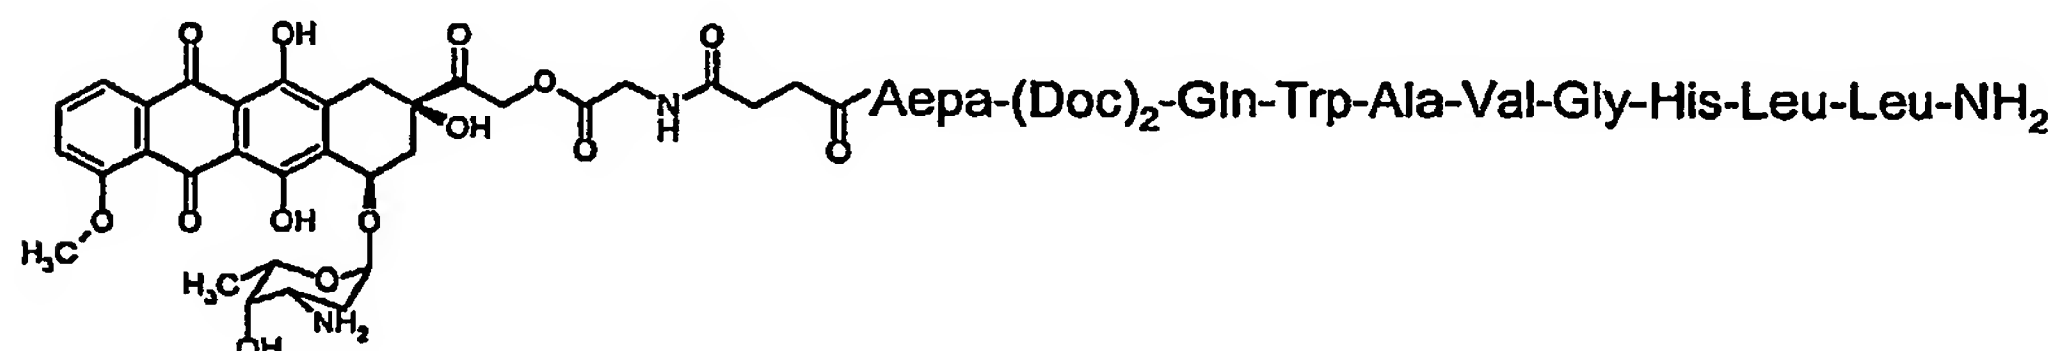 O OH O O
O O Aepa-(Doc)₂-Gln-Trp-Ala-Val-Gly-His-Leu-Leu-NH₂
OH N
H
O O
O O OH O
H₃C
H₃C O
NH₂
OH